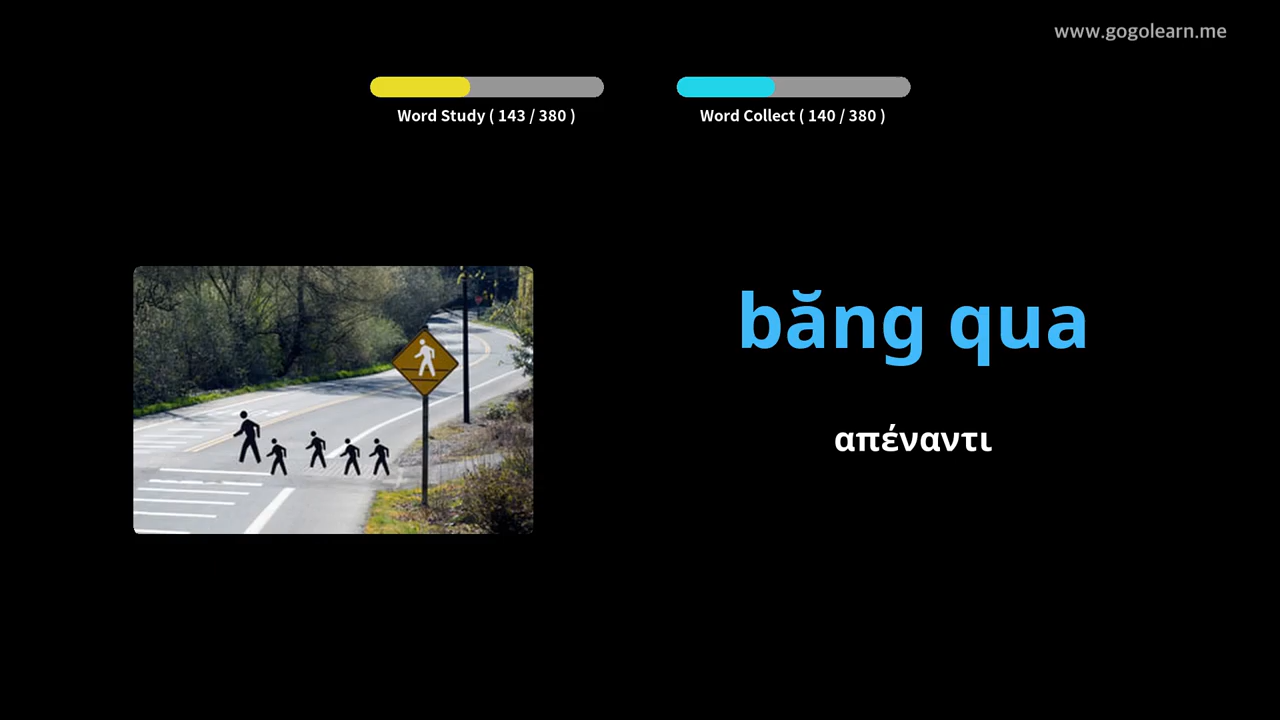 www.gogolearn.me
Word Study ( 143 / 380 )
Word Collect ( 140 / 380 )
băng qua
απέναντι